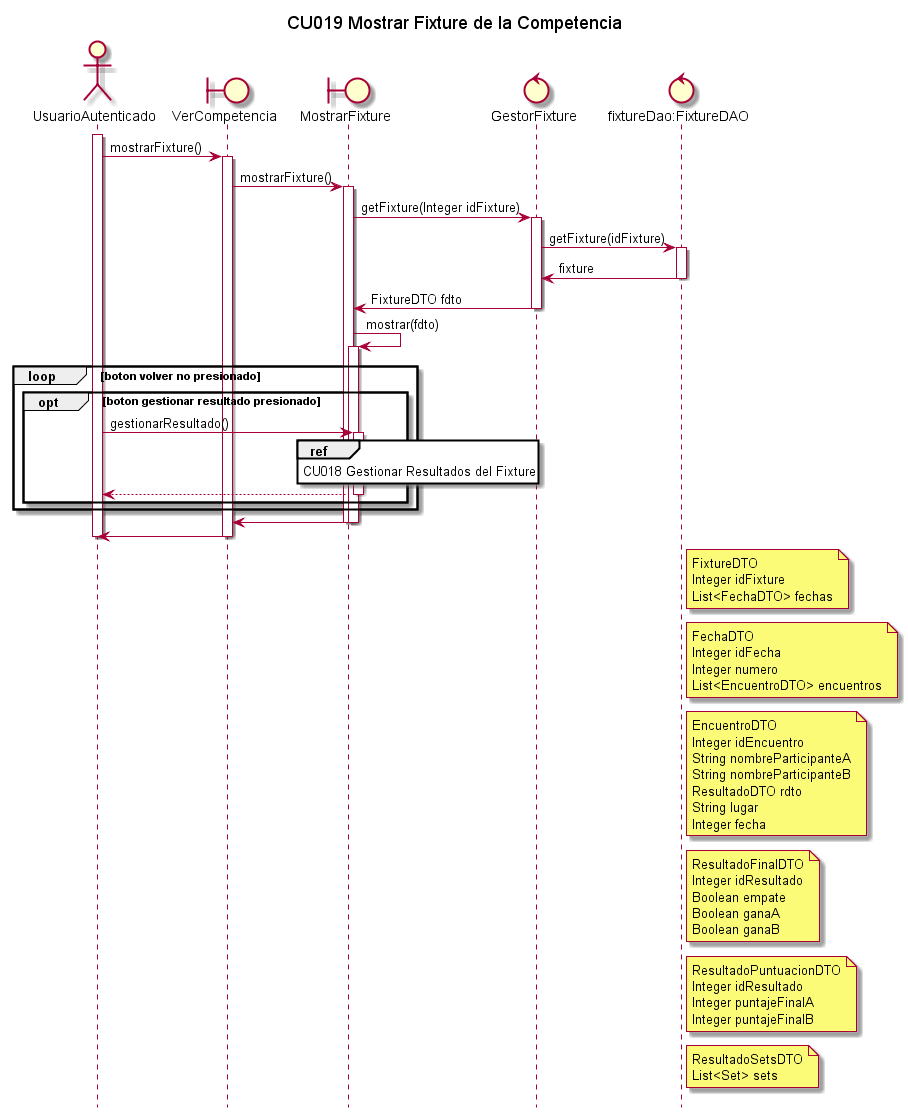 CU019 Mostrar Fixture de la Competencia
UsuarioAutenticado
VerCompetencia
MostrarFixture
GestorFixture
fixtureDao:FixtureDAO
mostrarFixture()
mostrarFixture()
getFixture(Integer idFixture)
getFixture(idFixture)
fixture
FixtureDTO fdto
mostrar(fdto)
loop [boton volver no presionado]
opt [boton gestionar resultado presionado]
gestionarResultado()
ref
CU018 Gestionar Resultados del Fixture
FixtureDTO
Integer idFixture
List<FechaDTO> fechas
FechaDTO
Integer idFecha
Integer numero
List<EncuentroDTO> encuentros
EncuentroDTO
Integer idEncuentro
String nombreParticipanteA
String nombreParticipanteB
ResultadoDTO rdto
String lugar
Integer fecha
ResultadoFinalDTO
Integer idResultado
Boolean empate
Boolean ganaA
Boolean ganaB
ResultadoPuntuacionDTO
Integer idResultado
Integer puntajeFinalA
Integer puntajeFinalB
ResultadoSetsDTO
List<Set> sets